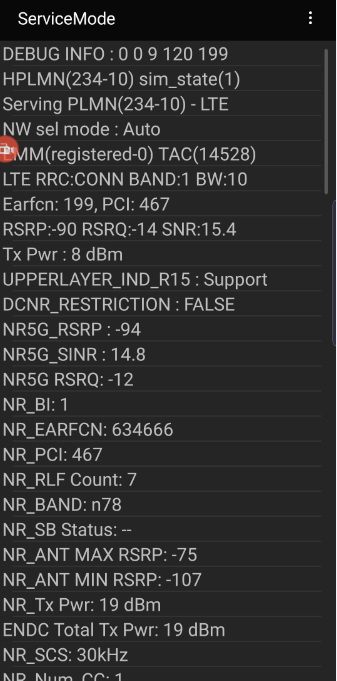 ServiceMode
DEBUG INFO : 0 0 9 120 199
HPLMN(234-10) sim_state(1)
Serving PLMN(234-10) - LTE
NW sel mode : Auto
EMM(registered-0) TAC(14528)
LTE RRC:CONN BAND:1 BW:10
Earfcn: 199, PCI: 467
RSRP:-90 RSRQ:-14 SNR:15.4
Tx Pwr : 8 dBm
UPPERLAYER_IND_R15 : Support
DCNR_RESTRICTION : FALSE
NR5G_RSRP : -94
NR5G_SINR : 14.8
NR5G RSRQ: -12
NR_BI: 1
NR_EARFCN: 634666
NR_PCI: 467
NR_RLF Count: 7
NR_BAND: n78
NR_SB Status: --
NR_ANT MAX RSRP: -75
NR_ANT MIN RSRP: -107
NR_Tx Pwr: 19 dBm
ENDC Total Tx Pwr: 19 dBm
NR_SCS: 30kHz
NR_Num_CC: 1